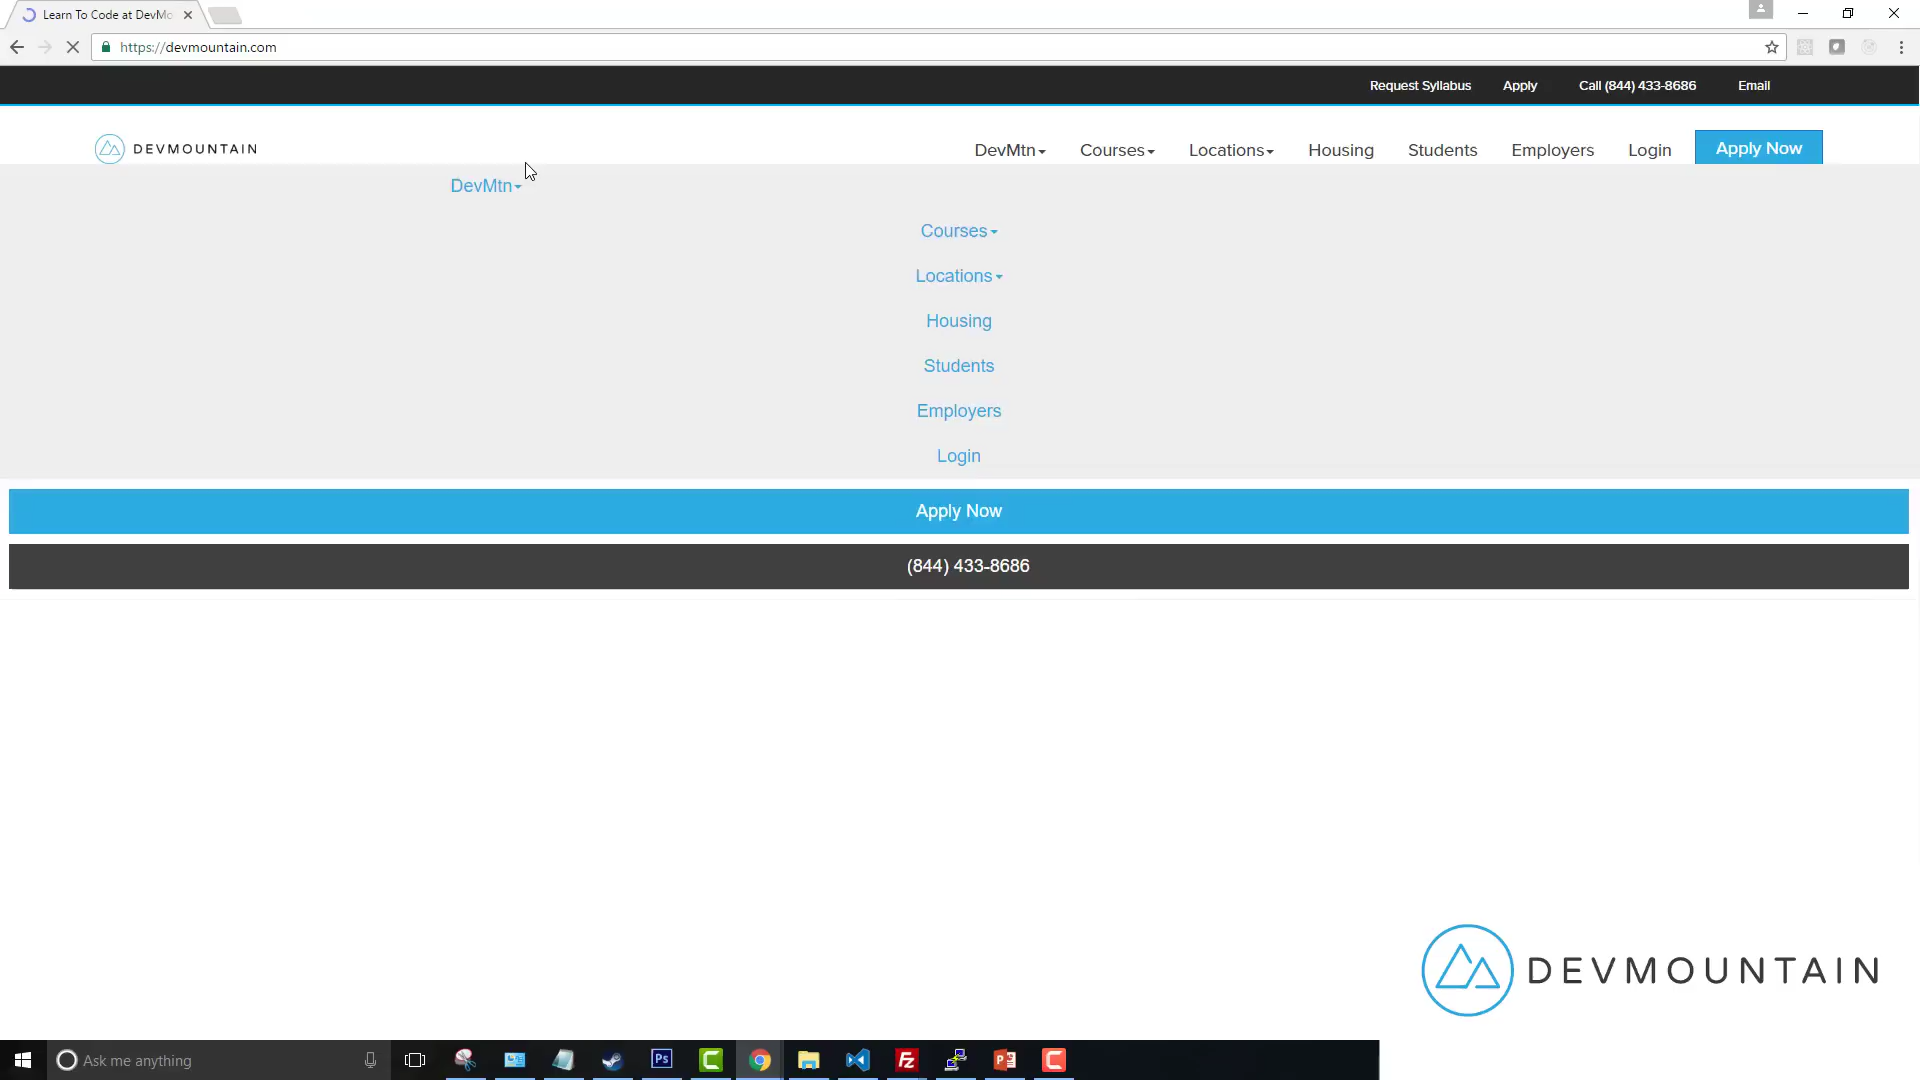 Learn To Code at DevMo
https://devmountain.com
Request Syllabus Apply Call (844) 433-8686 Email
DEVMOUNTAIN DevMtn Courses Locations Housing Students Employers Login Apply Now
DevMtn
Courses
Locations
Housing
Students
Employers
Login
Apply Now
(844) 433-8686
DEVMOUNTAIN
Ask me anything Ps C Fz P C